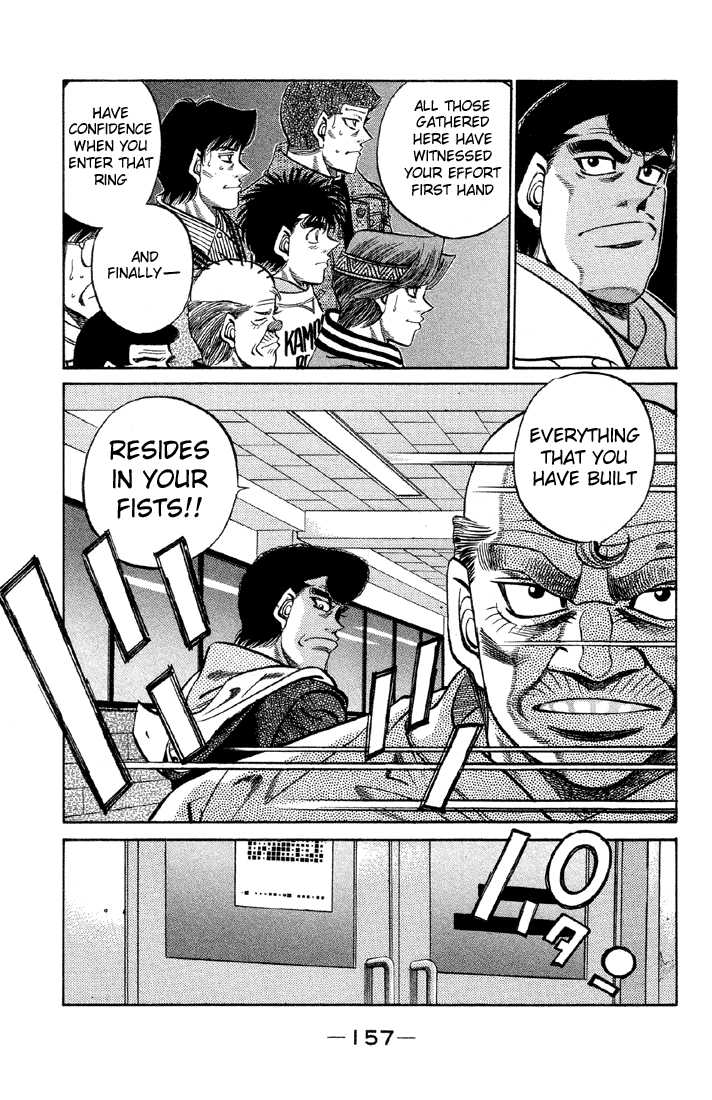 ALL THOSE
GATHERED
HERE HAVE
WITNESSED
YOUR EFFORT
FIRST HAND
HAVE
CONFIDENCE
WHEN YOU
ENTER THAT
RING
AND
FINALLY—
KAMO
EVERYTHING
THAT YOU
HAVE BUILT
RESIDES
IN YOUR
FISTS!!
—157—